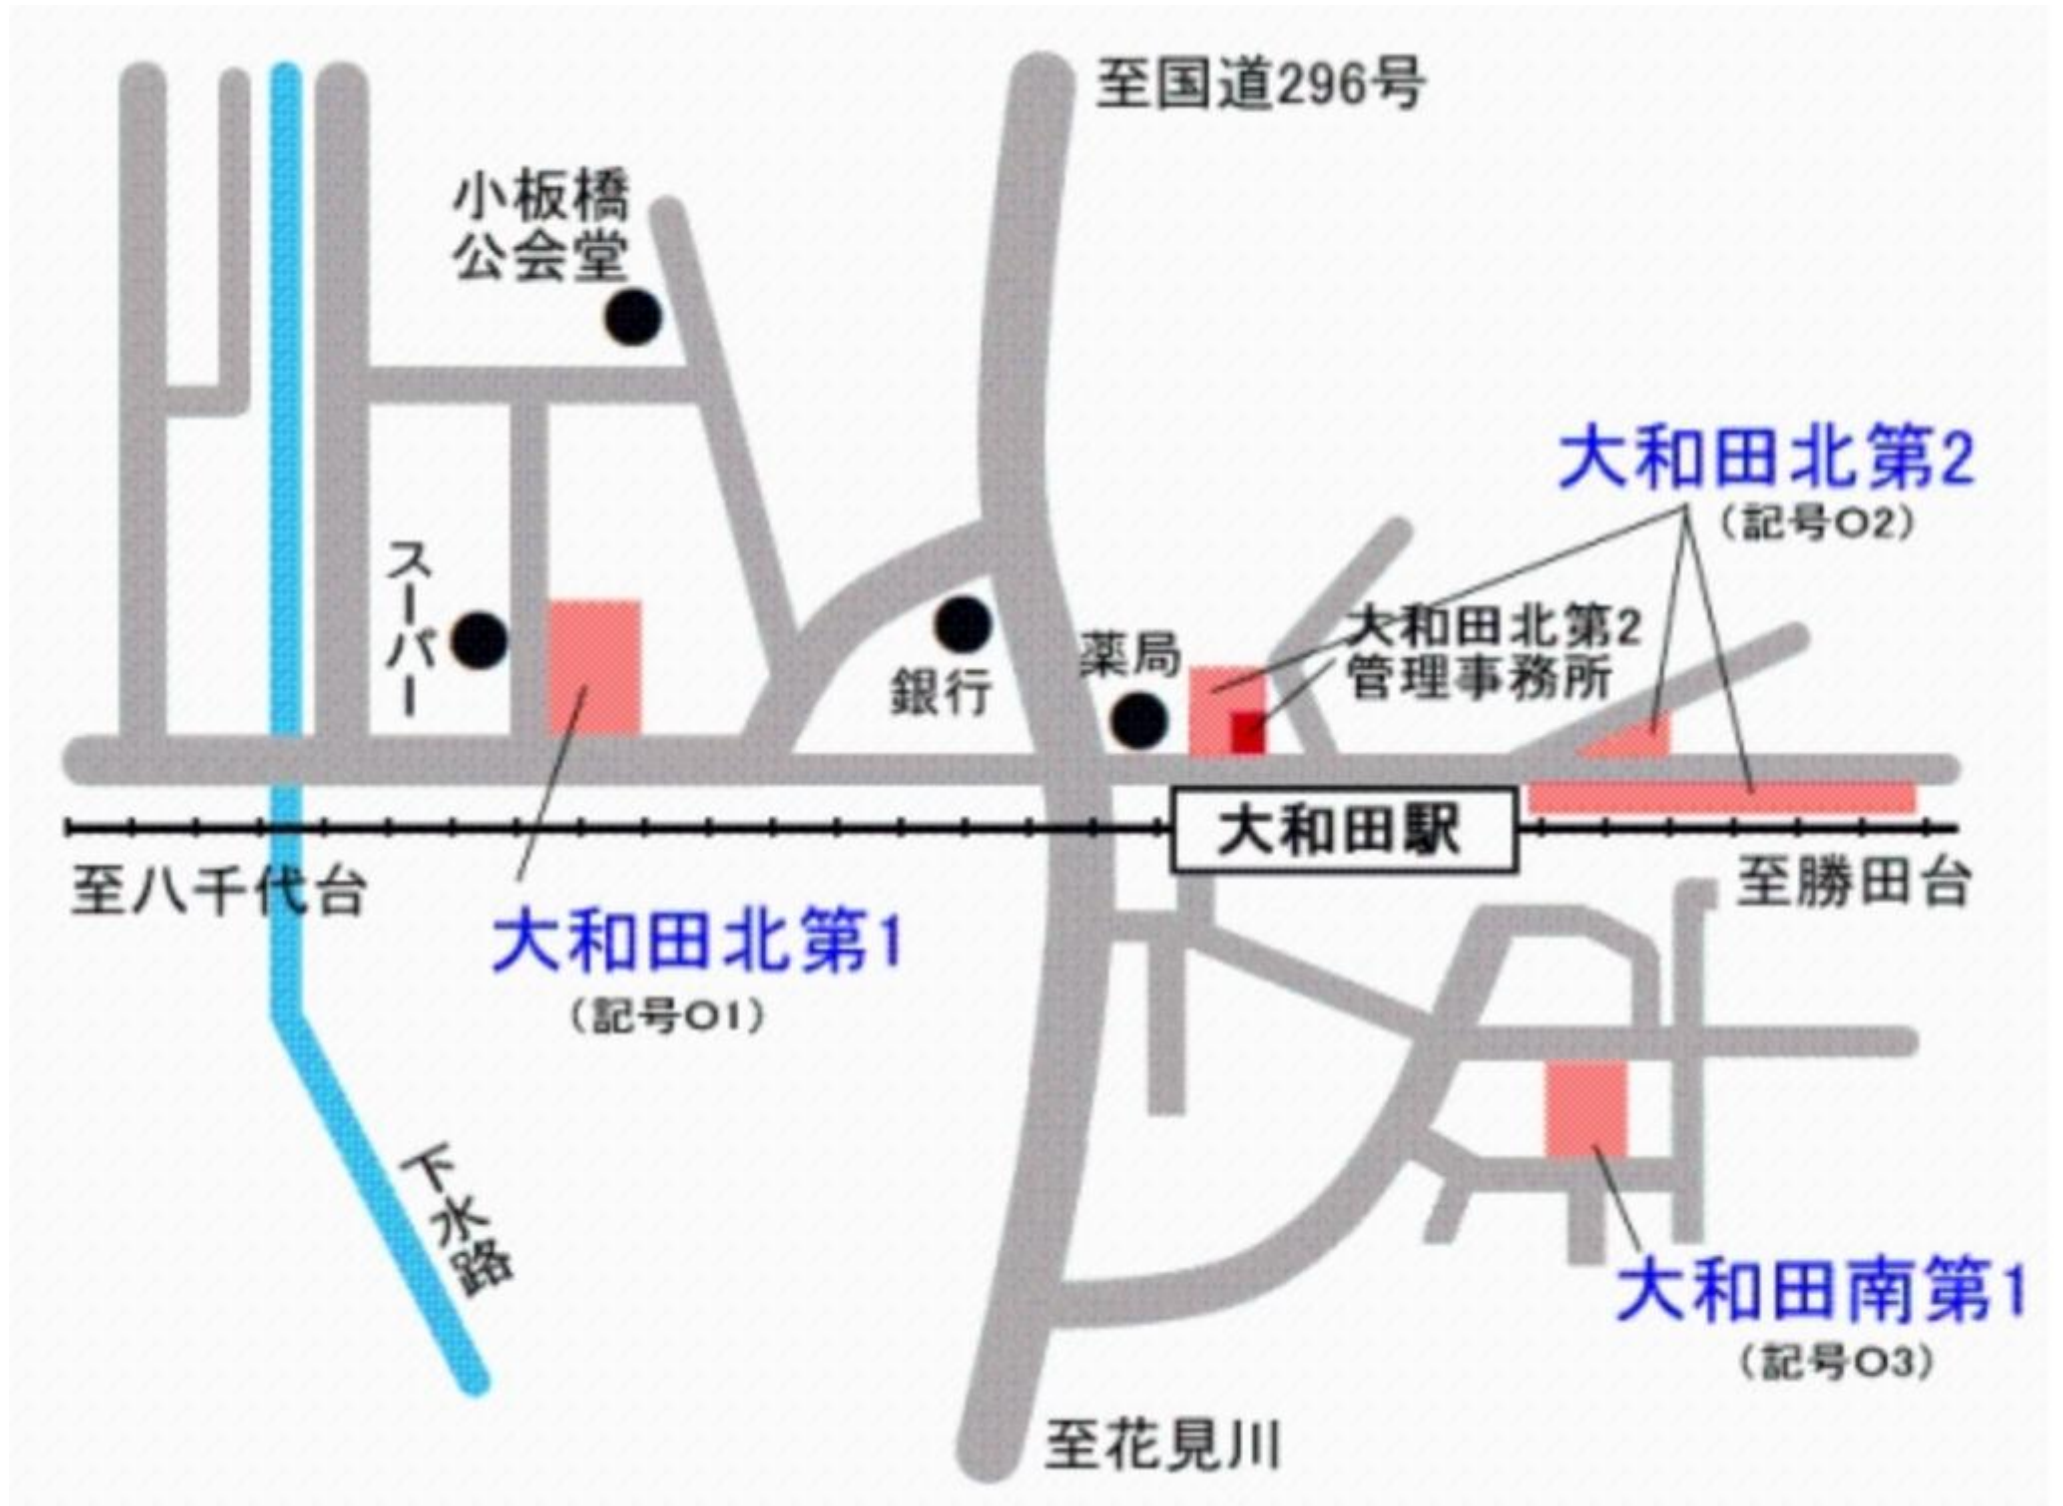 至国道296号
小板橋
公会堂
大和田北第2
（記号O2）
スーパー
銀行
薬局
大和田北第2
管理事務所
大和田駅
至八千代台
至勝田台
大和田北第1
（記号O1）
下水路
大和田南第1
（記号O3）
至花見川